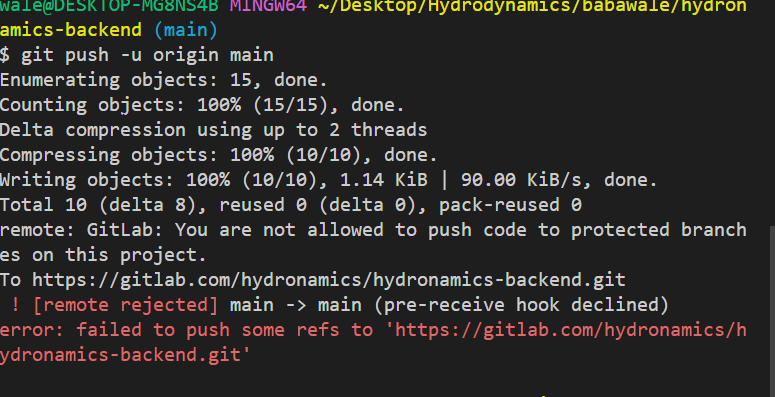 wale@DESKTOP-MG8NS4B MINGW64 ~/Desktop/Hydrodynamics/babawale/hydron
amics-backend (main)
$ git push -u origin main
Enumerating objects: 15, done.
Counting objects: 100% (15/15), done.
Delta compression using up to 2 threads
Compressing objects: 100% (10/10), done.
Writing objects: 100% (10/10), 1.14 KiB | 90.00 KiB/s, done.
Total 10 (delta 8), reused 0 (delta 0), pack-reused 0
remote: GitLab: You are not allowed to push code to protected branch
es on this project.
To https://gitlab.com/hydronamics/hydronamics-backend.git
 ! [remote rejected] main -> main (pre-receive hook declined)
error: failed to push some refs to 'https://gitlab.com/hydronamics/h
ydronamics-backend.git'